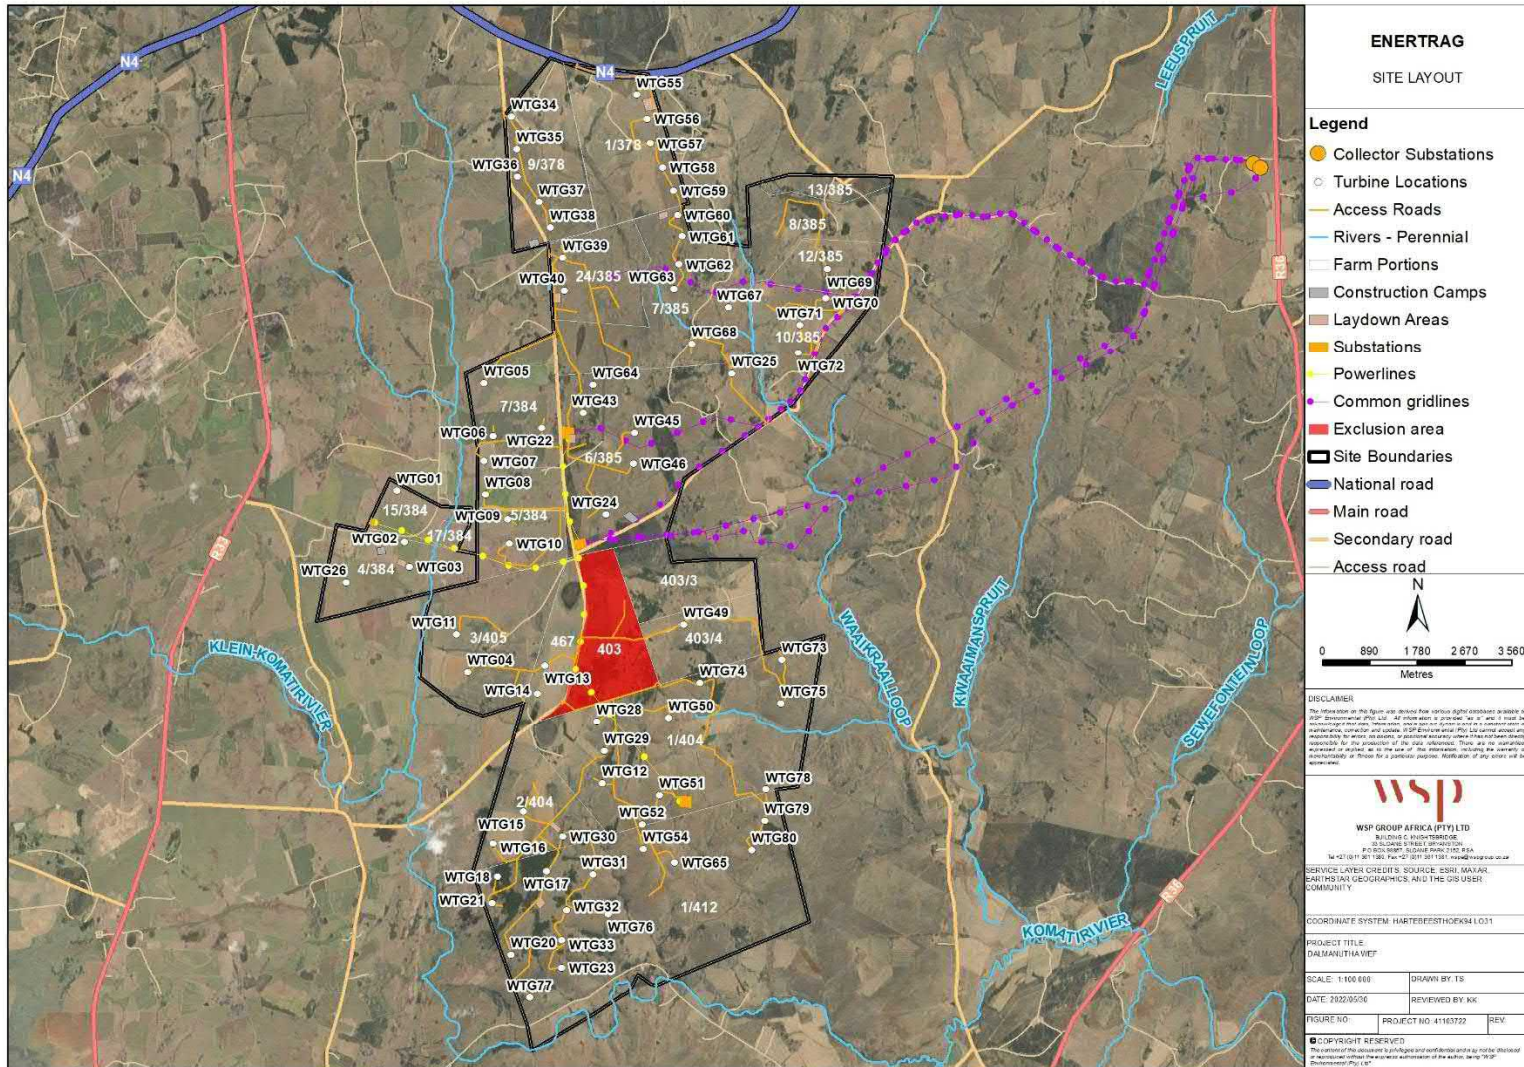 N4
N4
N4
R33
R36
R36
LEEUSPRUIT
WTG55
WTG34
WTG56
WTG35
1/378
WTG57
WTG36
9/378
WTG58
13/385
WTG37
WTG59
WTG38
WTG60
8/385
WTG61
WTG39
12/385
WTG62
WTG40
24/385
WTG63
WTG69
WTG67
WTG70
7/385
WTG71
WTG68
10/385
WTG72
WTG05
WTG64
WTG25
7/384
WTG43
WTG45
WTG06
WTG22
6/385
WTG07
WTG46
WTG01
WTG08
15/384
WTG24
WTG09
5/384
17/384
WTG02
WTG10
4/384
WTG03
WTG26
403/3
WTG49
WTG11
3/405
467
403
403/4
WTG73
WTG04
WTG13
WTG74
WTG14
WTG75
WTG28
WTG50
WTG29
1/404
WTG12
WTG78
WTG51
2/404
WTG79
WTG15
WTG52
WTG30
WTG54
WTG80
WTG16
WTG31
WTG65
WTG18
WTG17
WTG21
WTG32
1/412
WTG76
WTG20
WTG33
WTG23
WTG77
KLEIN-KOMATIRIVIER
WAAIKRAALLOOP
KWAAIMANSPRUIT
SEWEFONTEINLOOP
KOMATIRIVIER
ENERTRAG
SITE LAYOUT
Legend
Collector Substations
Turbine Locations
Access Roads
Rivers - Perennial
Farm Portions
Construction Camps
Laydown Areas
Substations
Powerlines
Common gridlines
Exclusion area
Site Boundaries
National road
Main road
Secondary road
Access road
N
0 890 1 780 2 670 3 560
Metres
DISCLAIMER
wsp
WSP GROUP AFRICA (PTY) LTD
BUILDING C, KNIGHTSBRIDGE,
33 SLOANE STREET, BRYANSTON
SERVICE LAYER CREDITS: SOURCE: ESRI, MAXAR,
EARTHSTAR GEOGRAPHICS, AND THE GIS USER
COMMUNITY
COORDINATE SYSTEM: HARTEBEESTHOEK94 LO31
PROJECT TITLE:
DALMANUTHA WEF
SCALE: 1:100 000
DRAWN BY: TS
DATE: 2022/05/30
REVIEWED BY: KK
FIGURE NO:
PROJECT NO: 41103722
REV:
© COPYRIGHT RESERVED